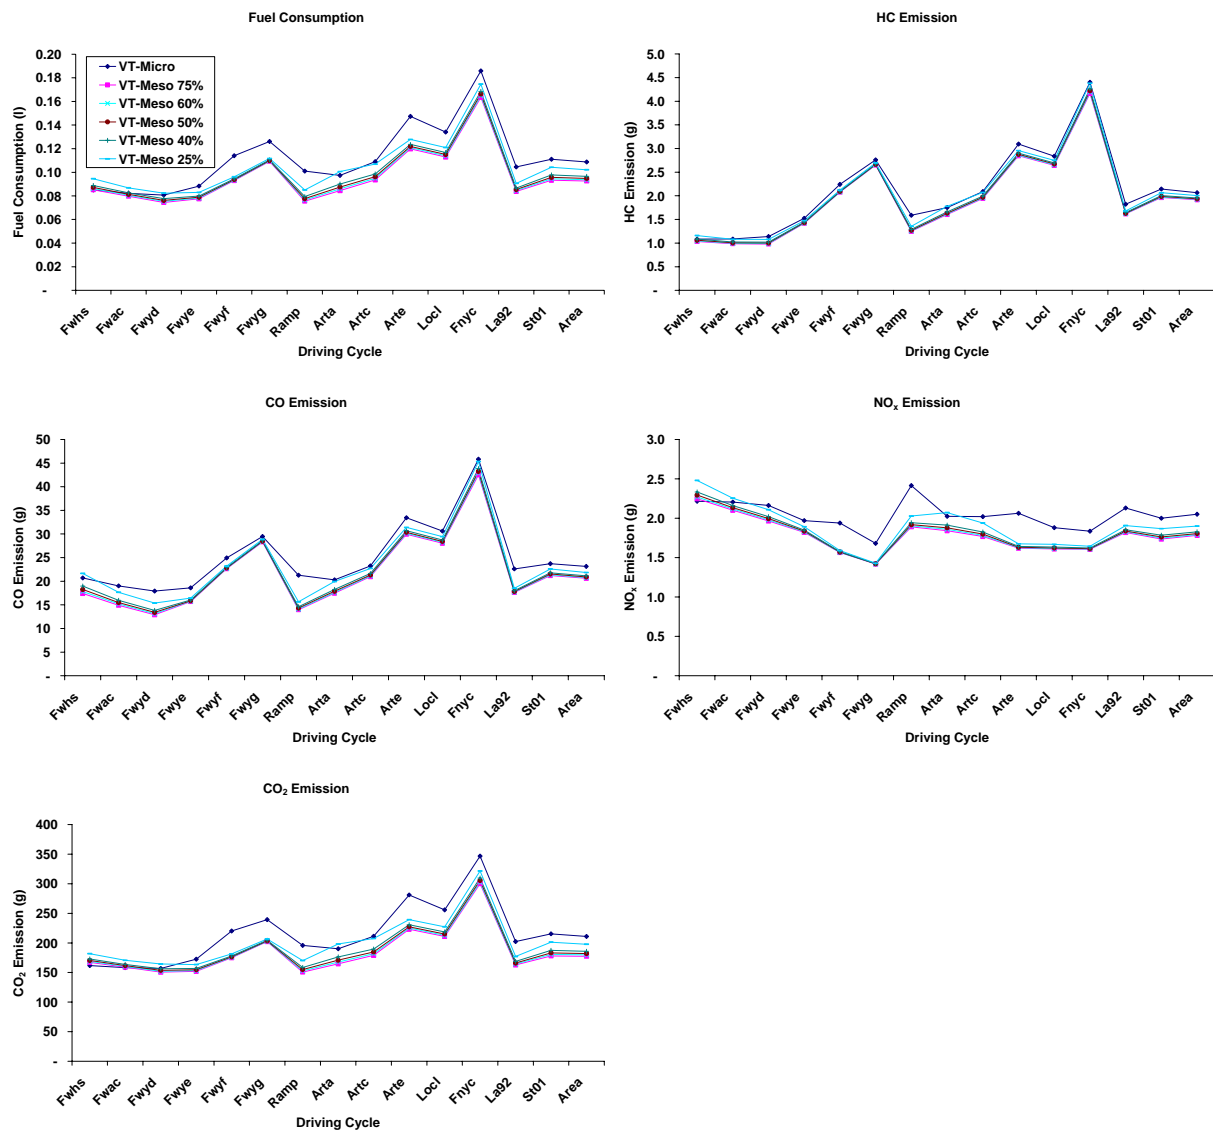 Fuel Consumption
0.20
0.18
0.16
0.14
0.12
0.10
0.08
0.06
0.04
0.02
-
Fuel Consumption (l)
VT-Micro
VT-Meso 75%
VT-Meso 60%
VT-Meso 50%
VT-Meso 40%
VT-Meso 25%
Fwhs
Fwac
Fwyd
Fwye
Fwyf
Fwyg
Ramp
Arta
Artc
Arte
Locl
Fnyc
La92
St01
Area
Driving Cycle
HC Emission
5.0
4.5
4.0
3.5
3.0
2.5
2.0
1.5
1.0
0.5
-
HC Emission (g)
Fwhs
Fwac
Fwyd
Fwye
Fwyf
Fwyg
Ramp
Arta
Artc
Arte
Locl
Fnyc
La92
St01
Area
Driving Cycle
CO Emission
50
45
40
35
30
25
20
15
10
5
-
CO Emission (g)
Fwhs
Fwac
Fwyd
Fwye
Fwyf
Fwyg
Ramp
Arta
Artc
Arte
Locl
Fnyc
La92
St01
Area
Driving Cycle
NOx Emission
3.0
2.5
2.0
1.5
1.0
0.5
-
NOx Emission (g)
Fwhs
Fwac
Fwyd
Fwye
Fwyf
Fwyg
Ramp
Arta
Artc
Arte
Locl
Fnyc
La92
St01
Area
Driving Cycle
CO2 Emission
400
350
300
250
200
150
100
50
-
CO2 Emission (g)
Fwhs
Fwac
Fwyd
Fwye
Fwyf
Fwyg
Ramp
Arta
Artc
Arte
Locl
Fnyc
La92
St01
Area
Driving Cycle